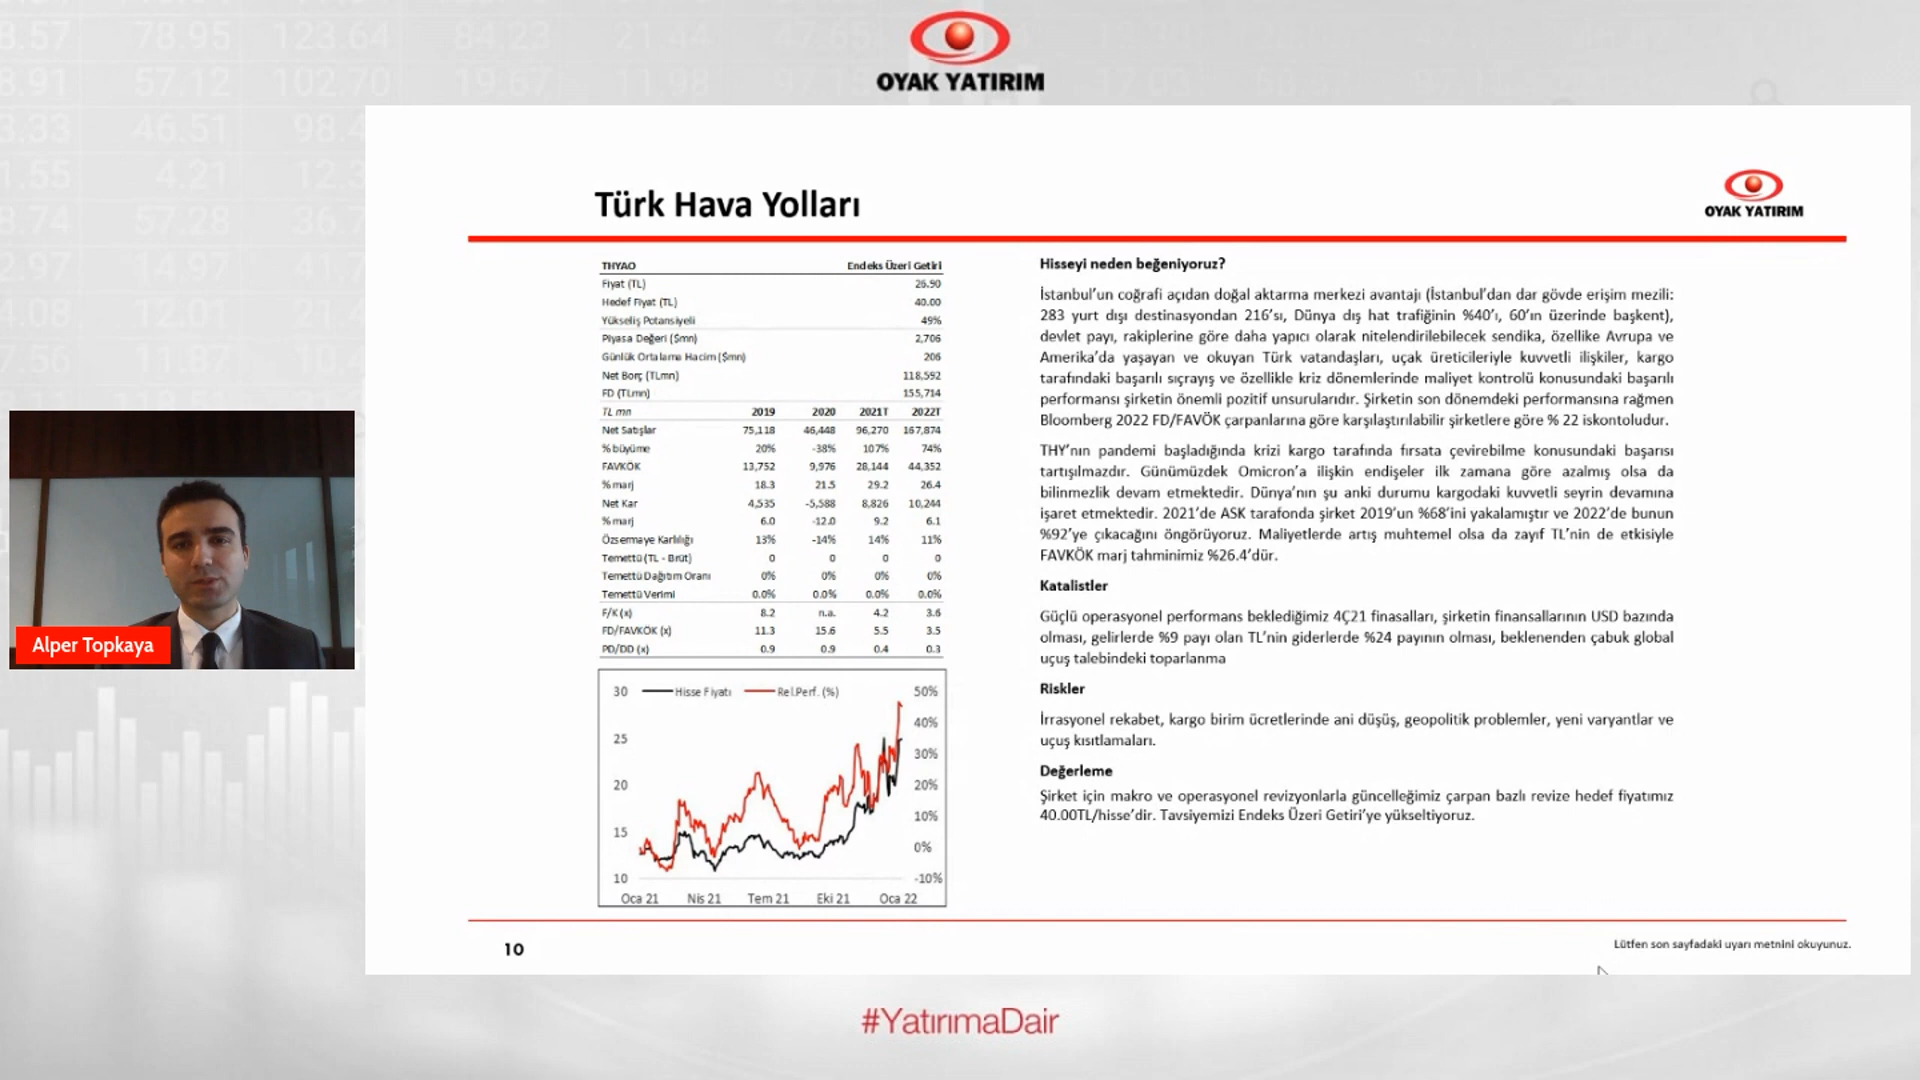 OYAK YATIRIM
Türk Hava Yolları
OYAK YATIRIM
THYAO Endeks Üzeri Getiri
Fiyat (TL) 26.90
Hedef Fiyat (TL) 40.00
Yükseliş Potansiyeli 49%
Piyasa Değeri ($mn) 2,706
Günlük Ortalama Hacim ($mn) 206
Net Borç (TLmn) 118,592
FD (TLmn) 155,714
TL mn 2019 2020 2021T 2022T
Net Satışlar 75,118 46,448 96,270 167,874
% büyüme 20% -38% 107% 74%
FAVKÖK 13,752 9,976 28,144 44,352
% marj 18.3 21.5 29.2 26.4
Net Kar 4,535 -5,588 8,826 10,244
% marj 6.0 -12.0 9.2 6.1
Özsermaye Karlılığı 13% -14% 14% 11%
Temettü (TL - Brüt) 0 0 0 0
Temettü Dağıtım Oranı 0% 0% 0% 0%
Temettü Verimi 0.0% 0.0% 0.0% 0.0%
F/K (x) 8.2 n.a. 4.2 3.6
FD/FAVKÖK (x) 11.3 15.6 5.5 3.5
PD/DD (x) 0.9 0.9 0.4 0.3
Hisse Fiyatı Rel.Perf. (%)
30 50%
40%
25
30%
20 20%
10%
15
0%
10 -10%
Oca 21 Nis 21 Tem 21 Eki 21 Oca 22
Hisseyi neden beğeniyoruz?
İstanbul'un coğrafi açıdan doğal aktarma merkezi avantajı (İstanbul'dan dar gövde erişim mezili:
283 yurt dışı destinasyondan 216'sı, Dünya dış hat trafiğinin %40'ı, 60'ın üzerinde başkent),
devlet payı, rakiplerine göre daha yapıcı olarak nitelendirilebilecek sendika, özellike Avrupa ve
Amerika'da yaşayan ve okuyan Türk vatandaşları, uçak üreticileriyle kuvvetli ilişkiler, kargo
tarafındaki başarılı sıçrayış ve özellikle kriz dönemlerinde maliyet kontrolü konusundaki başarılı
performansı şirketin önemli pozitif unsurularıdır. Şirketin son dönemdeki performansına rağmen
Bloomberg 2022 FD/FAVÖK çarpanlarına göre karşılaştırılabilir şirketlere göre % 22 iskontoludur.
THY'nın pandemi başladığında krizi kargo tarafında fırsata çevirebilme konusundaki başarısı
tartışılmazdır. Günümüzdek Omicron'a ilişkin endişeler ilk zamana göre azalmış olsa da
bilinmezlik devam etmektedir. Dünya'nın şu anki durumu kargodaki kuvvetli seyrin devamına
işaret etmektedir. 2021'de ASK tarafonda şirket 2019'un %68'ini yakalamıştır ve 2022'de bunun
%92'ye çıkacağını öngörüyoruz. Maliyetlerde artış muhtemel olsa da zayıf TL'nin de etkisiyle
FAVKÖK marj tahminimiz %26.4'dür.
Katalistler
Güçlü operasyonel performans beklediğimiz 4Ç21 finasalları, şirketin finansallarının USD bazında
olması, gelirlerde %9 payı olan TL'nin giderlerde %24 payının olması, beklenenden çabuk global
uçuş talebindeki toparlanma
Riskler
İrrasyonel rekabet, kargo birim ücretlerinde ani düşüş, geopolitik problemler, yeni varyantlar ve
uçuş kısıtlamaları.
Değerleme
Şirket için makro ve operasyonel revizyonlarla güncelleğimiz çarpan bazlı revize hedef fiyatımız
40.00TL/hisse'dir. Tavsiyemizi Endeks Üzeri Getiri'ye yükseltiyoruz.
10
Lütfen son sayfadaki uyarı metnini okuyunuz.
Alper Topkaya
#YatırımaDair